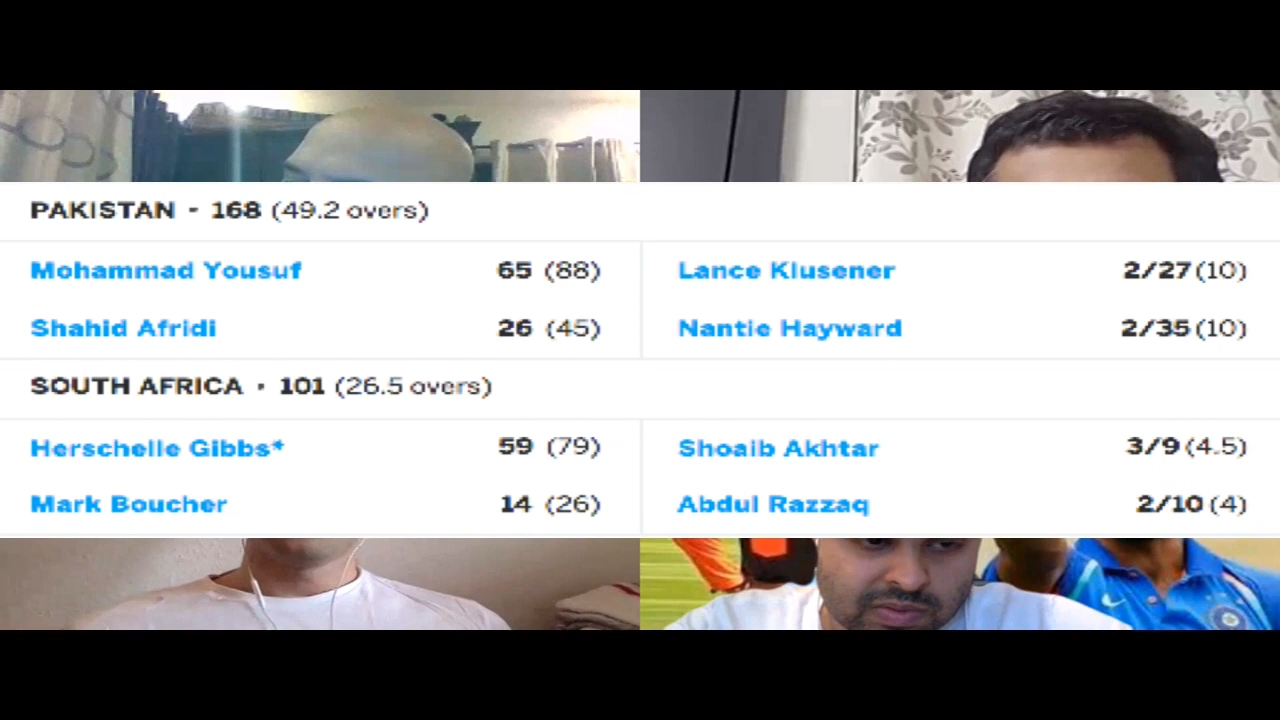 PAKISTAN - 168 (49.2 overs)
Mohammad Yousuf 65 (88) Lance Klusener 2/27 (10)
Shahid Afridi 26 (45) Nantie Hayward 2/35 (10)
SOUTH AFRICA · 101 (26.5 overs)
Herschelle Gibbs* 59 (79) Shoaib Akhtar 3/9 (4.5)
Mark Boucher 14 (26) Abdul Razzaq 2/10 (4)